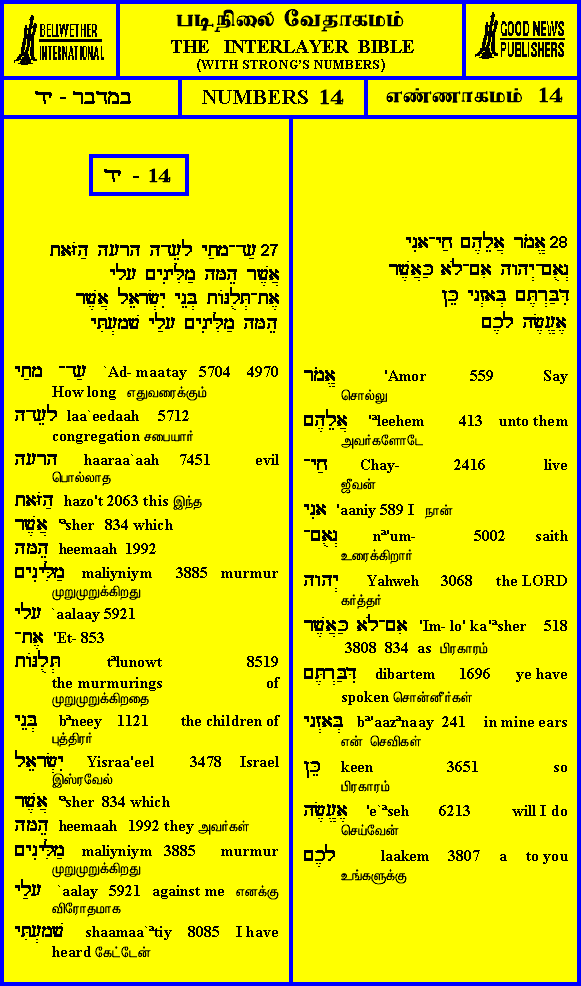 BELWETHER
INTERNATIONAL
படிநிலை வேதாகமம்
THE INTERLAYER BIBLE
(WITH STRONG'S NUMBERS)
GOOD NEWS
PUBLISHERS
במדבר - יד
NUMBERS 14
எண்ணாகமம் 14
יד - 14
27 עַד־מָתַי לָעֵדָה הָרָעָה הַזֹּאת
אֲשֶׁר הֵמָּה מַלִּינִים עָלָי
אֶת־תְּלֻנּוֹת בְּנֵי יִשְׂרָאֵל אֲשֶׁר
הֵמָּה מַלִּינִים עָלַי שָׁמָעְתִּי
עַד־ מָתַי `Ad- maatay 5704 4970
How long எதுவரைக்கும்
לָעֵדָה laa`eedaah 5712
congregation சபையார்
הָרָעָה haaraa`aah 7451 evil
பொல்லாத
הַזֹּאת hazo't 2063 this இந்த
אֲשֶׁר ªsher 834 which
הֵמָּה heemaah 1992
מַלִּינִים maliyniym 3885 murmur
முறுமுறுக்கிறது
עָלָי `aalaay 5921
אֶת־ 'Et- 853
תְּלֻנּוֹת tªlunowt 8519
the murmurings of
முறுமுறுக்கிறதை
בְּנֵי bªneey 1121 the children of
புத்திரர்
יִשְׂרָאֵל Yisraa'eel 3478 Israel
இஸ்ரவேல்
אֲשֶׁר ªsher 834 which
הֵמָּה heemaah 1992 they அவர்கள்
מַלִּינִים maliyniym 3885 murmur
முறுமுறுக்கிறது
עָלַי `aalay 5921 against me எனக்கு
விரோதமாக
שָׁמָעְתִּי shaamaa`ªtiy 8085 I have
heard கேட்டேன்
28 אֱמֹר אֲלֵהֶם חַי־אָנִי
נְאֻם־יְהוָה אִם־לֹא כַּאֲשֶׁר
דִּבַּרְתֶּם בְּאָזְנָי כֵּן
אֶעֱשֶׂה לָכֶם
אֱמֹר 'Amor 559 Say
சொல்லு
אֲלֵהֶם 'ªleehem 413 unto them
அவர்களோடே
חַי־ Chay- 2416 live
ஜீவன்
אָנִי 'aaniy 589 I நான்
נְאֻם־ nª'um- 5002 saith
உரைக்கிறார்
יְהוָה Yahweh 3068 the LORD
கர்த்தர்
אִם־לֹא כַּאֲשֶׁר 'Im- lo' ka'ªsher 518
3808 834 as பிரகாரம்
דִּבַּרְתֶּם dibartem 1696 ye have
spoken சொன்னீர்கள்
בְּאָזְנָי bª'aazªnaay 241 in mine ears
என் செவிகள்
כֵּן keen 3651 so
பிரகாரம்
אֶעֱשֶׂה 'e`ªseh 6213 will I do
செய்வேன்
לָכֶם laakem 3807 a to you
உங்களுக்கு